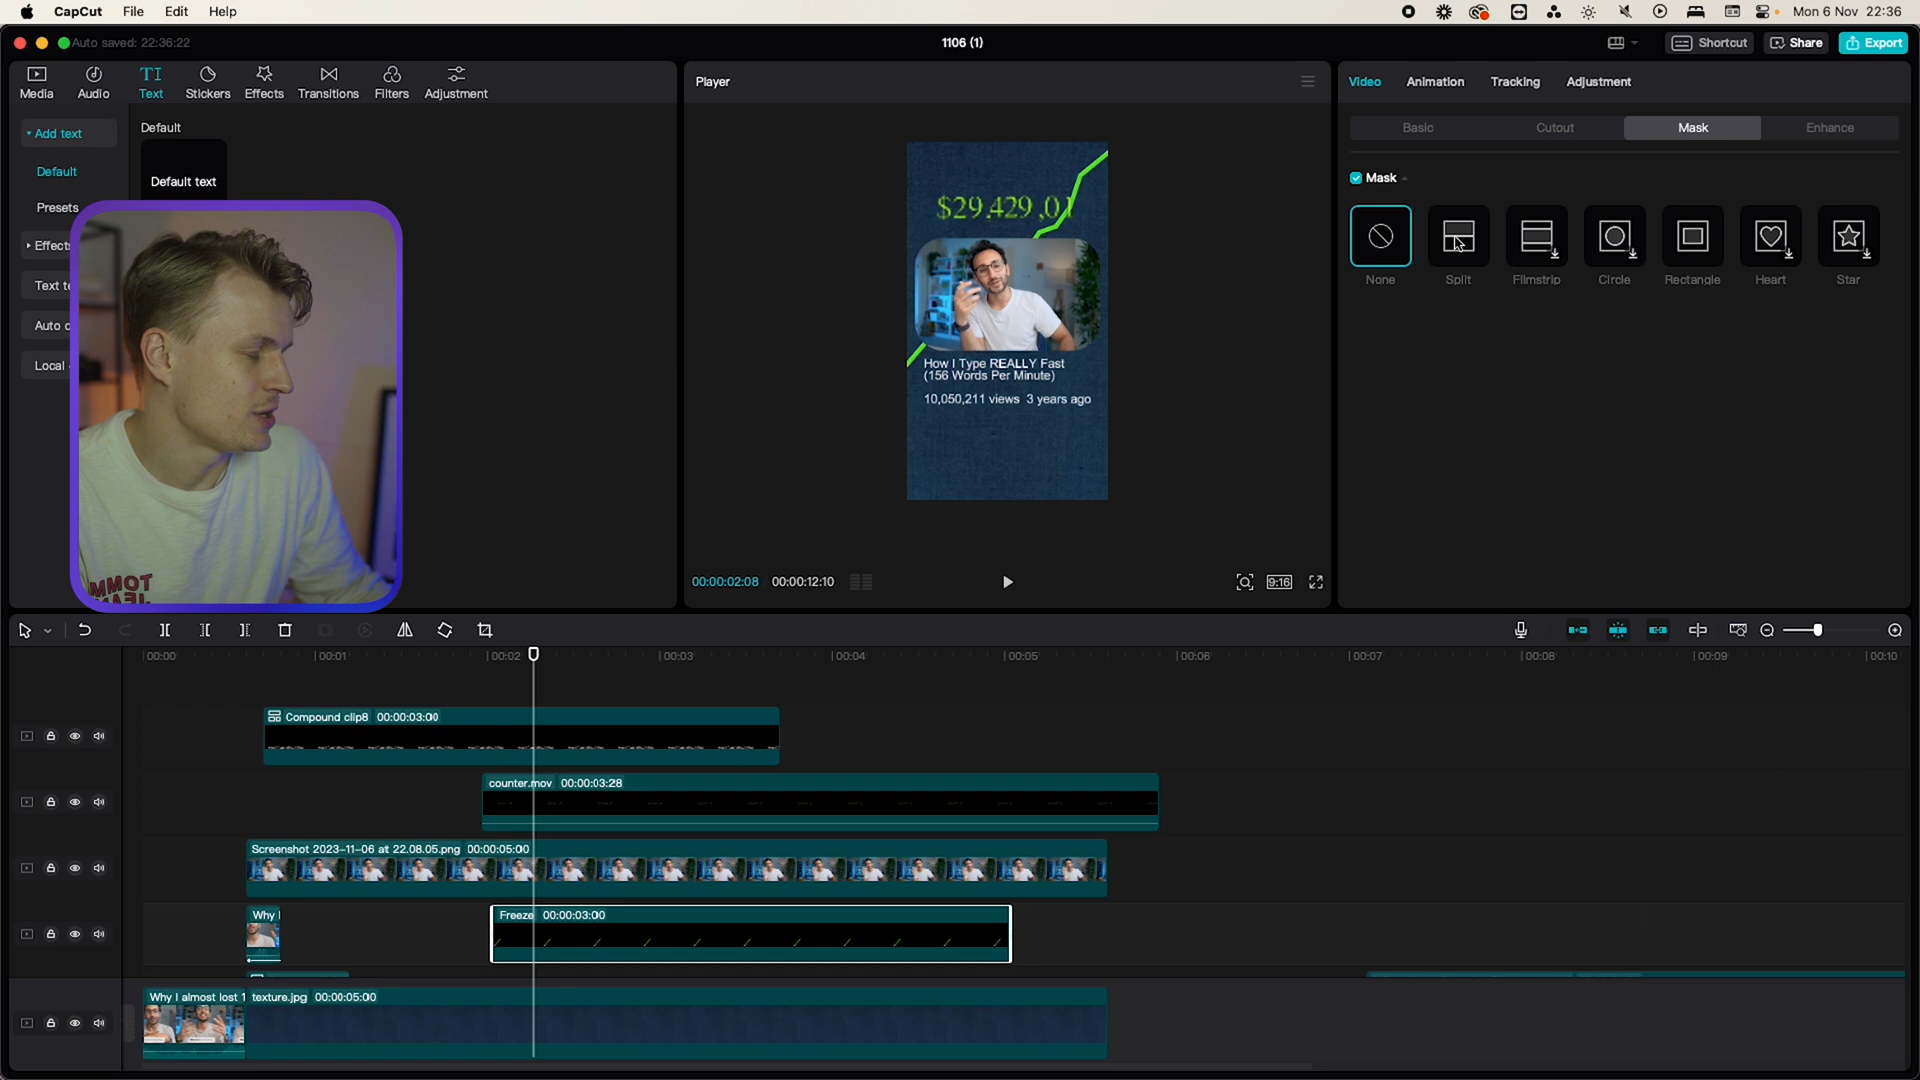 CapCut File Edit Help
Mon 6 Nov 22:36
Auto saved: 22:36:22
1106 (1)
Shortcut Share Export
Media Audio Text Stickers Effects Transitions Filters Adjustment
TI
Add text
Default
Presets
Effects
Text
Auto
Local
Default
Default text
Player
$29,429,01
How I Type REALLY Fast
(156 Words Per Minute)
10,050,211 views 3 years ago
00:00:02:08 00:00:12:10
9:16
Video Animation Tracking Adjustment
Basic Cutout Mask Enhance
Mask
None Split Filmstrip Circle Rectangle Heart Star
00:00 00:01 00:02 00:03 00:04 00:05 00:06 00:07 00:08 00:09 00:10
Compound clip8 00:00:03:00
counter.mov 00:00:03:28
Screenshot 2023-11-06 at 22.08.05.png 00:00:05:00
Why I
Freeze 00:00:03:00
Why I almost lost 1 texture.jpg 00:00:05:00